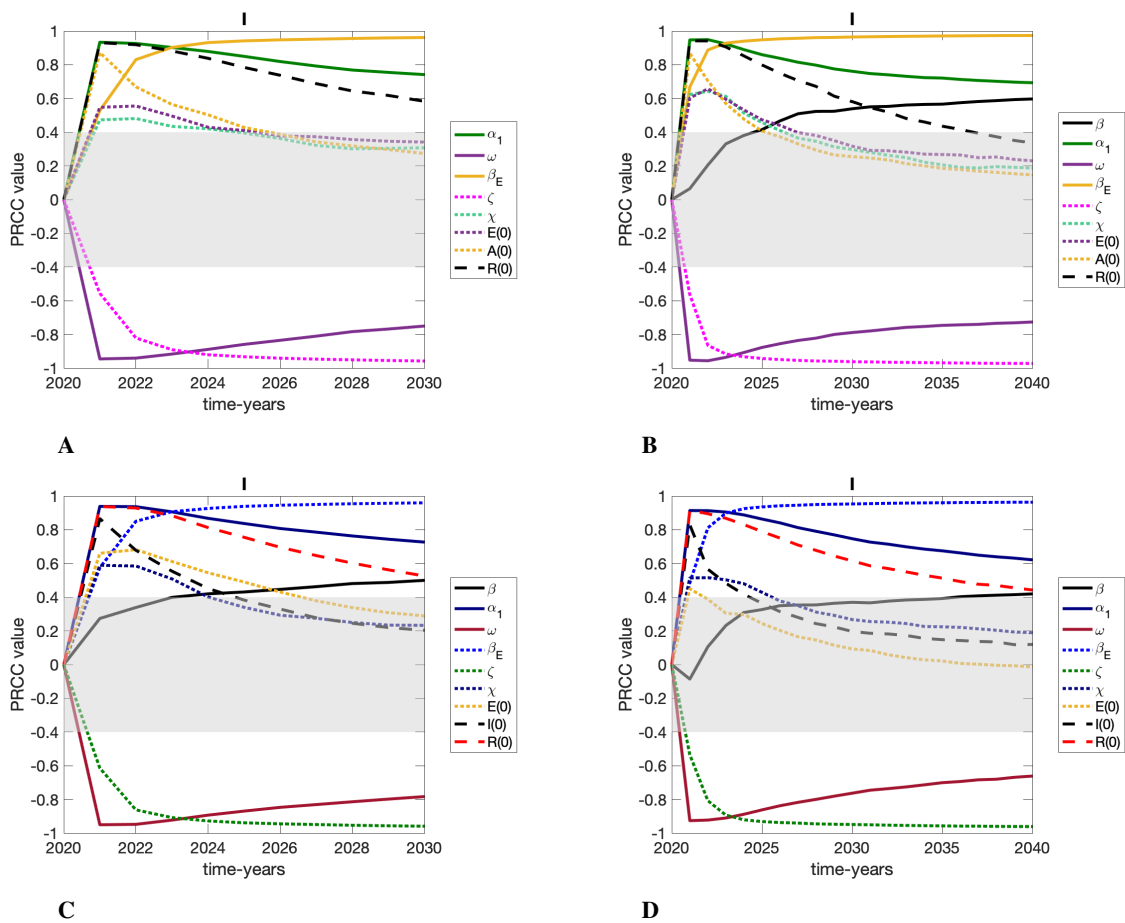 I
1
0.8
0.6
0.4
0.2
0
-0.2
-0.4
-0.6
-0.8
-1
PRCC value
2020 2022 2024 2026 2028 2030
time-years
α1
ω
βE
ζ
χ
E(0)
A(0)
R(0)
A
I
1
0.8
0.6
0.4
0.2
0
-0.2
-0.4
-0.6
-0.8
-1
PRCC value
2020 2025 2030 2035 2040
time-years
β
α1
ω
βE
ζ
χ
E(0)
A(0)
R(0)
B
I
1
0.8
0.6
0.4
0.2
0
-0.2
-0.4
-0.6
-0.8
-1
PRCC value
2020 2022 2024 2026 2028 2030
time-years
β
α1
ω
βE
ζ
χ
E(0)
I(0)
R(0)
C
I
1
0.8
0.6
0.4
0.2
0
-0.2
-0.4
-0.6
-0.8
-1
PRCC value
2020 2025 2030 2035 2040
time-years
β
α1
ω
βE
ζ
χ
E(0)
I(0)
R(0)
D